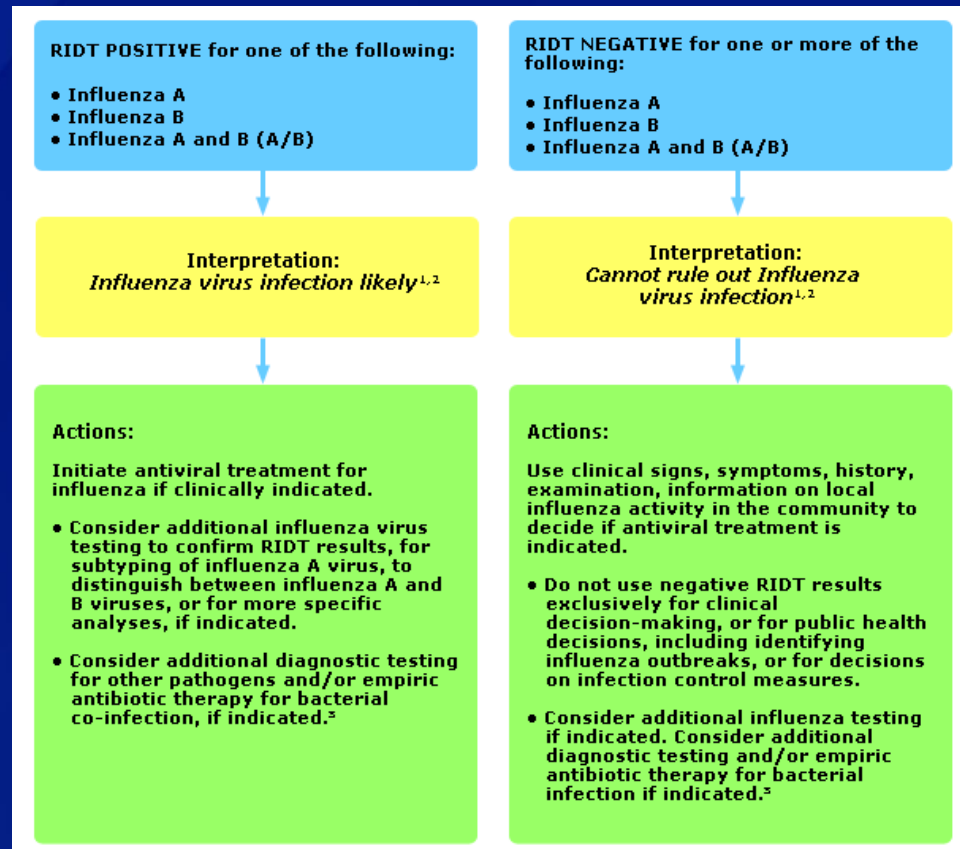 RIDT POSITIVE for one of the following:
• Influenza A
• Influenza B
• Influenza A and B (A/B)
Interpretation:
Influenza virus infection likely¹,²
Actions:
Initiate antiviral treatment for
influenza if clinically indicated.
• Consider additional influenza virus
testing to confirm RIDT results, for
subtyping of influenza A virus, to
distinguish between influenza A and
B viruses, or for more specific
analyses, if indicated.
• Consider additional diagnostic testing
for other pathogens and/or empiric
antibiotic therapy for bacterial
co-infection, if indicated.³
RIDT NEGATIVE for one or more of the
following:
• Influenza A
• Influenza B
• Influenza A and B (A/B)
Interpretation:
Cannot rule out Influenza
virus infection¹,²
Actions:
Use clinical signs, symptoms, history,
examination, information on local
influenza activity in the community to
decide if antiviral treatment is
indicated.
• Do not use negative RIDT results
exclusively for clinical
decision-making, or for public health
decisions, including identifying
influenza outbreaks, or for decisions
on infection control measures.
• Consider additional influenza testing
if indicated. Consider additional
diagnostic testing and/or empiric
antibiotic therapy for bacterial
infection if indicated.³